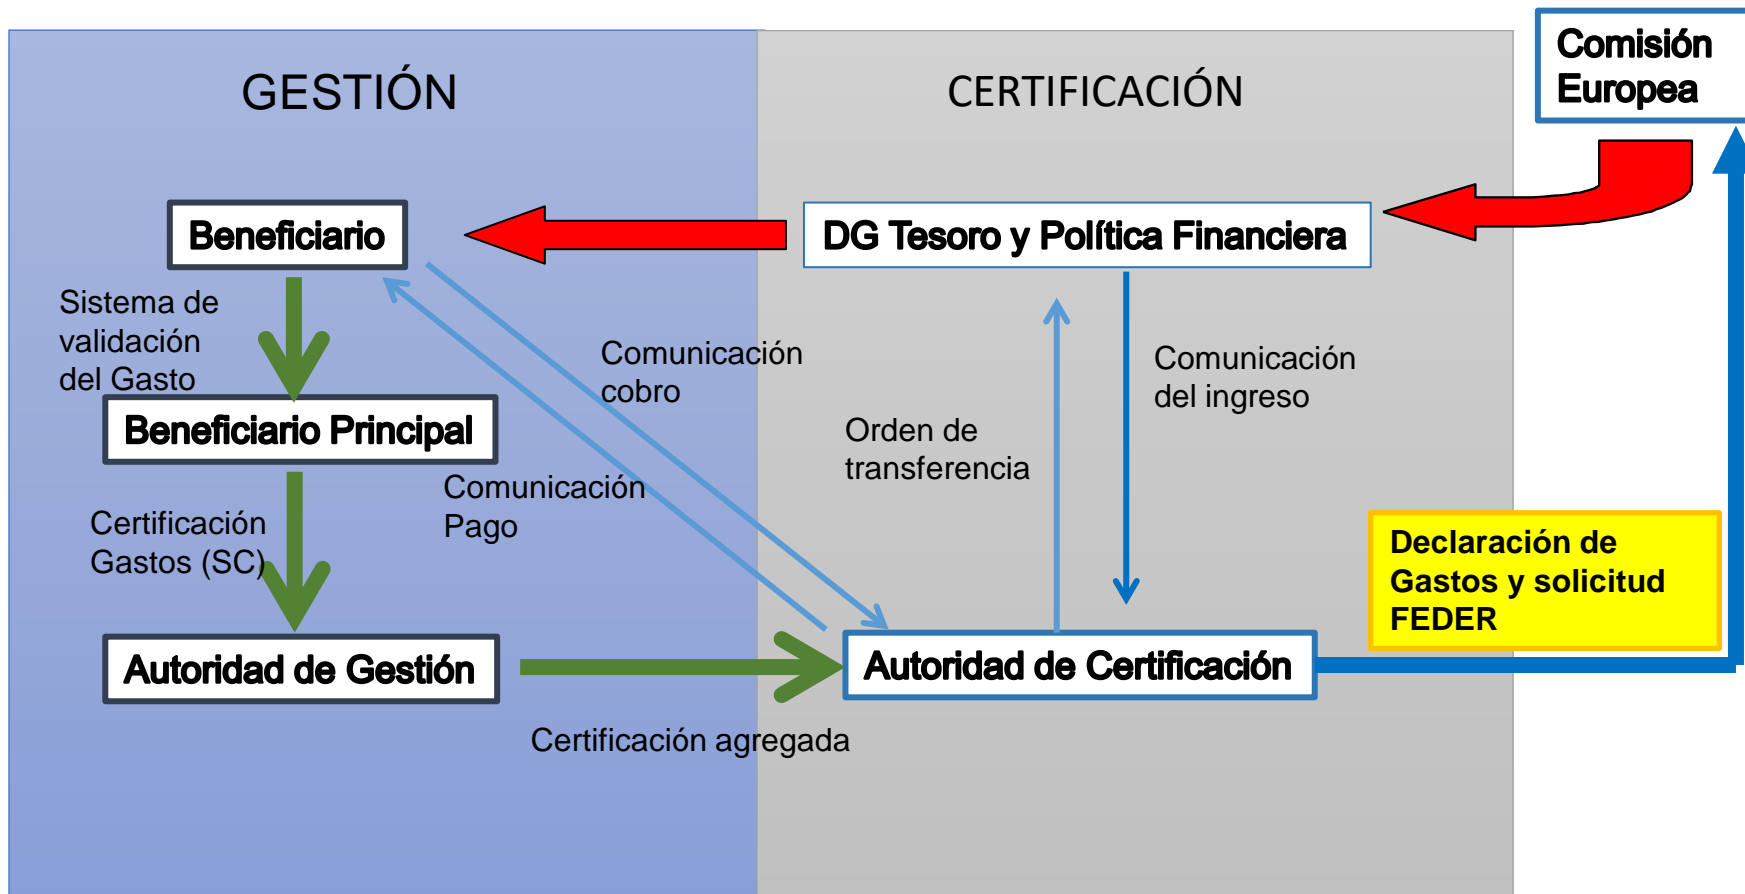 GESTIÓN
CERTIFICACIÓN
Comisión
Europea
Beneficiario
DG Tesoro y Política Financiera
Sistema de
validación
del Gasto
Comunicación
cobro
Comunicación
del ingreso
Beneficiario Principal
Orden de
transferencia
Comunicación
Pago
Certificación
Gastos (SC)
Declaración de
Gastos y solicitud
FEDER
Autoridad de Gestión
Autoridad de Certificación
Certificación agregada